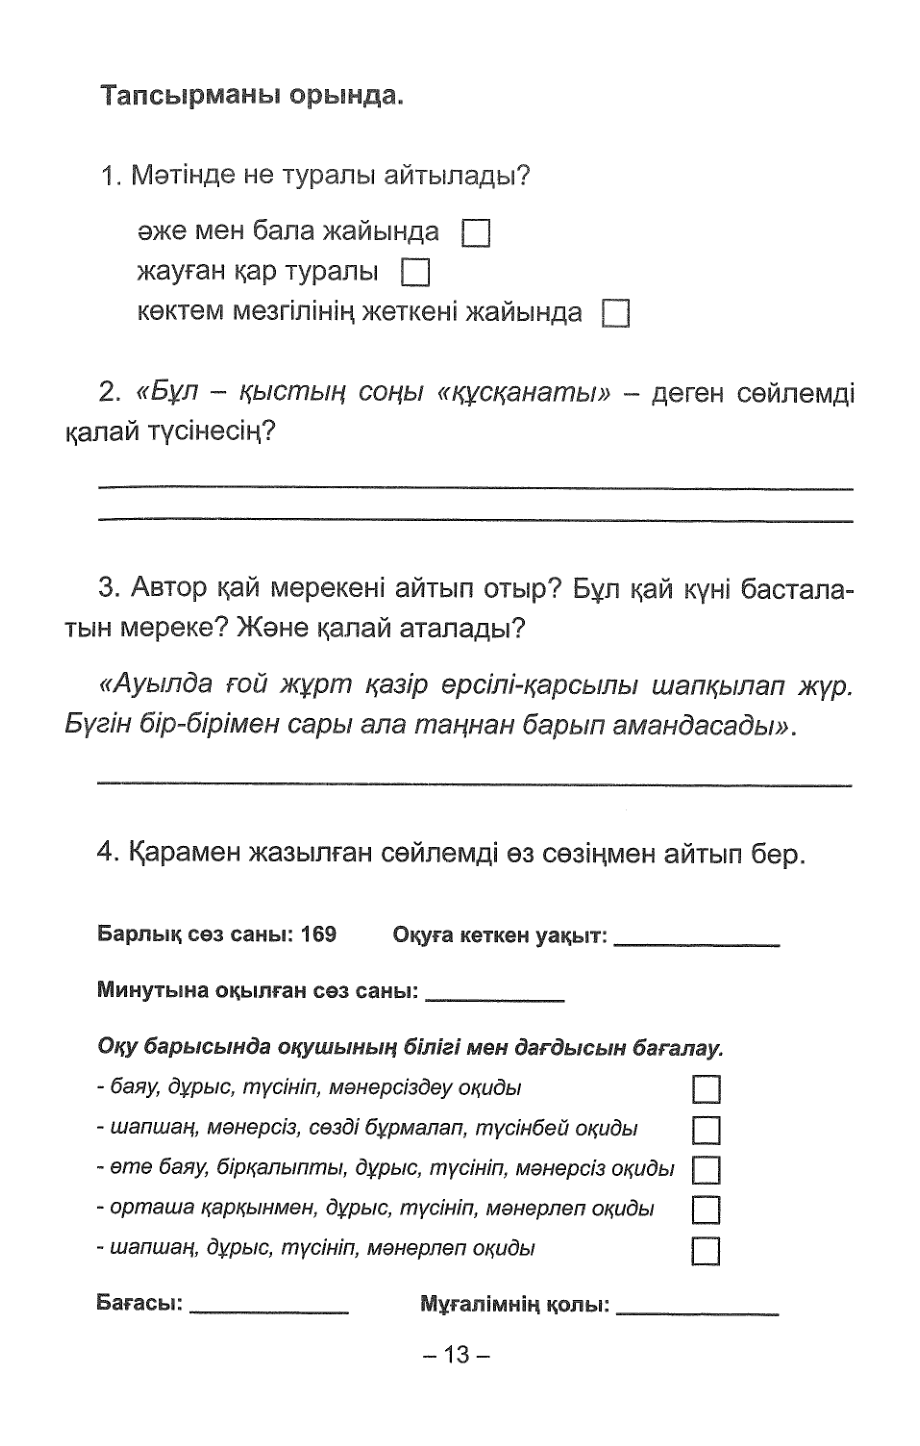 Тапсырманы орында.
1. Мәтінде не туралы айтылады?
әже мен бала жайында
жауған қар туралы
көктем мезгілінің жеткені жайында
2. «Бұл – қыстың соңы «құсқанаты» – деген сөйлемді
қалай түсінесің?
3. Автор қай мерекені айтып отыр? Бұл қай күні бастала-
тын мереке? Және қалай аталады?
«Ауылда ғой жұрт қазір ерсілі-қарсылы шапқылап жүр.
Бүгін бір-бірімен сары ала таңнан барып амандасады».
4. Қарамен жазылған сөйлемді өз сөзіңмен айтып бер.
Барлық сөз саны: 169 Оқуға кеткен уақыт: ____________
Минутына оқылған сөз саны: __________
Оқу барысында оқушының білігі мен дағдысын бағалау.
- баяу, дұрыс, түсініп, мәнерсіздеу оқиды
- шапшаң, мәнерсіз, сөзді бұрмалап, түсінбей оқиды
- өте баяу, бірқалыпты, дұрыс, түсініп, мәнерсіз оқиды
- орташа қарқынмен, дұрыс, түсініп, мәнерлеп оқиды
- шапшаң, дұрыс, түсініп, мәнерлеп оқиды
Бағасы: ____________ Мұғалімнің қолы: ____________
– 13 –